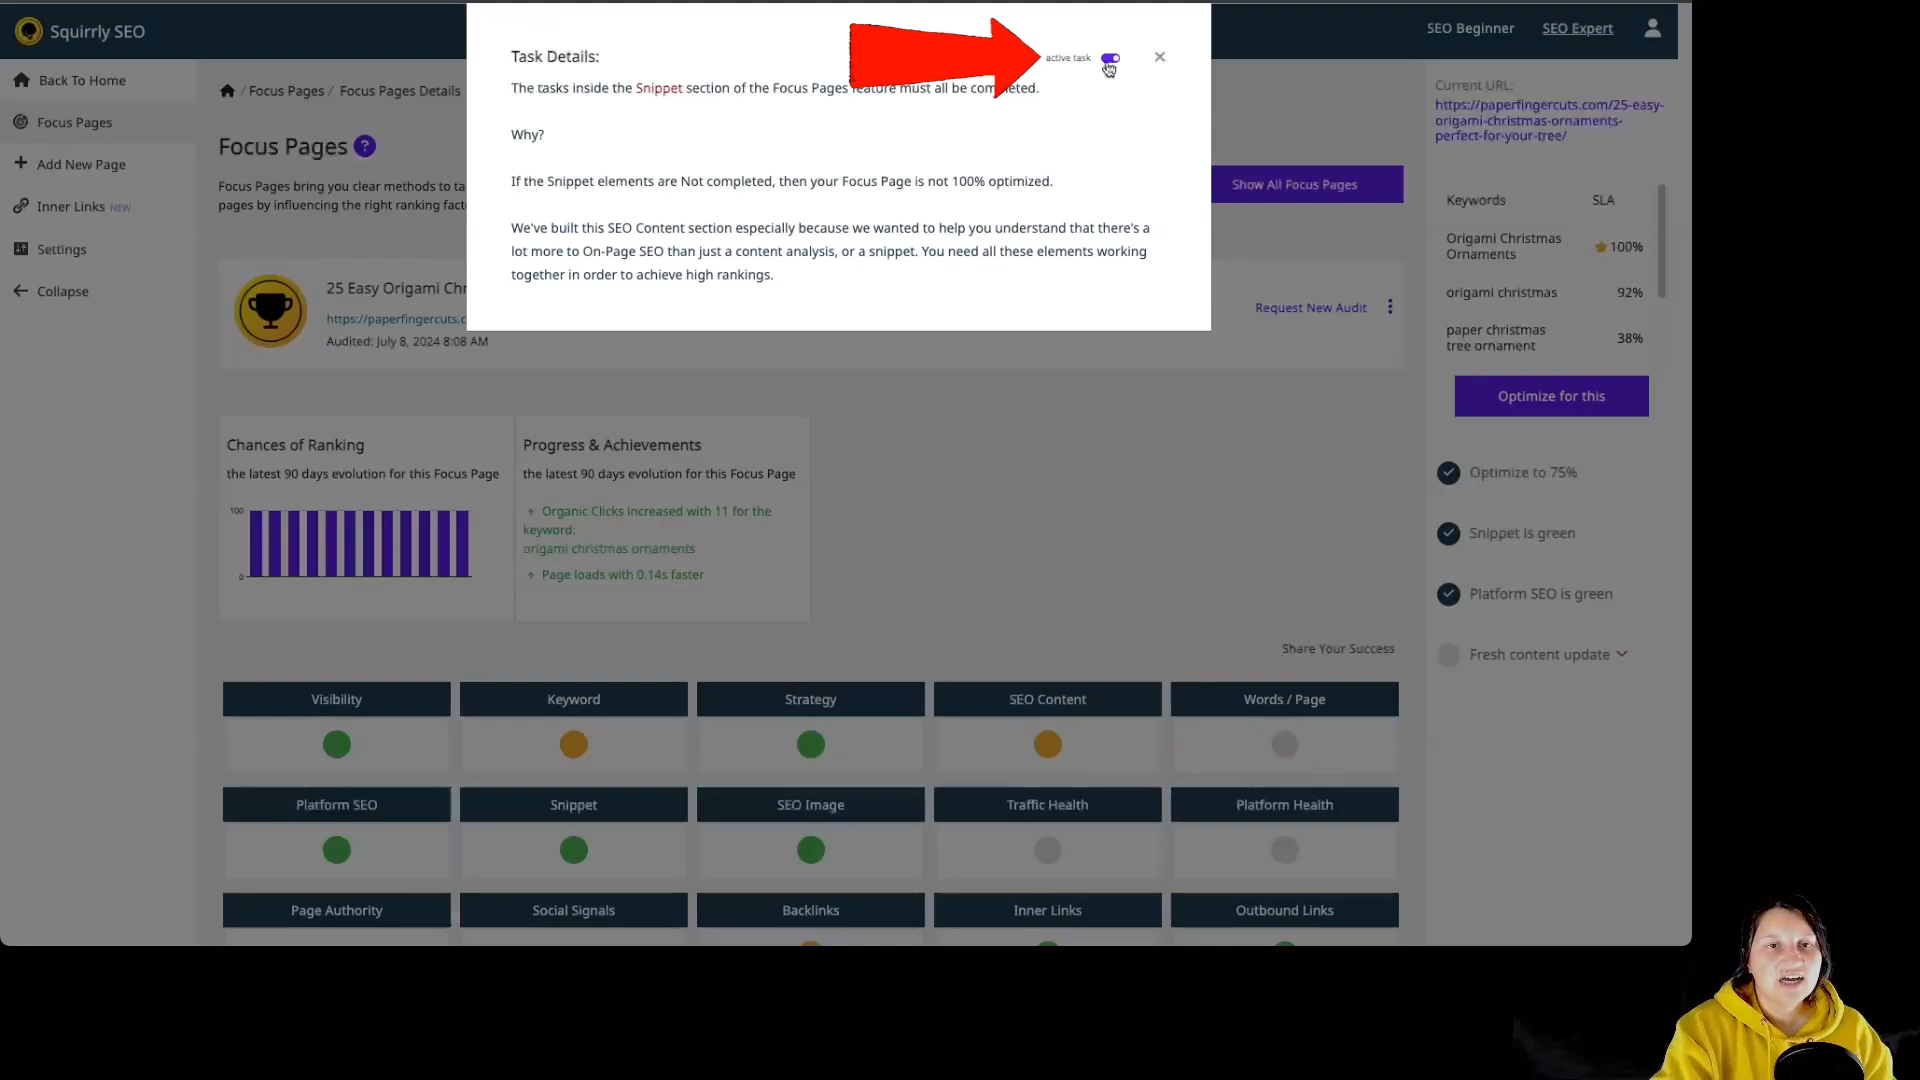 Squirrly SEO
SEO Beginner
SEO Expert
Back To Home
Focus Pages
Add New Page
Inner Links NEW
Settings
Collapse
/ Focus Pages / Focus Pages Details
Focus Pages ?
Focus Pages bring you clear methods to ta
pages by influencing the right ranking fact
Show All Focus Pages
Task Details:
active task
The tasks inside the Snippet section of the Focus Pages feature must all be completed.
Why?
If the Snippet elements are Not completed, then your Focus Page is not 100% optimized.
We've built this SEO Content section especially because we wanted to help you understand that there's a
lot more to On-Page SEO than just a content analysis, or a snippet. You need all these elements working
together in order to achieve high rankings.
25 Easy Origami Chr
https://paperfingercuts.c
Audited: July 8, 2024 8:08 AM
Request New Audit
Chances of Ranking
the latest 90 days evolution for this Focus Page
100
0
Progress & Achievements
the latest 90 days evolution for this Focus Page
Organic Clicks increased with 11 for the
keyword:
origami christmas ornaments
Page loads with 0.14s faster
Share Your Success
Visibility
Keyword
Strategy
SEO Content
Words / Page
Platform SEO
Snippet
SEO Image
Traffic Health
Platform Health
Page Authority
Social Signals
Backlinks
Inner Links
Outbound Links
Current URL:
https://paperfingercuts.com/25-easy-
origami-christmas-ornaments-
perfect-for-your-tree/
Keywords SLA
Origami Christmas
Ornaments 100%
origami christmas 92%
paper christmas
tree ornament 38%
Optimize for this
Optimize to 75%
Snippet is green
Platform SEO is green
Fresh content update